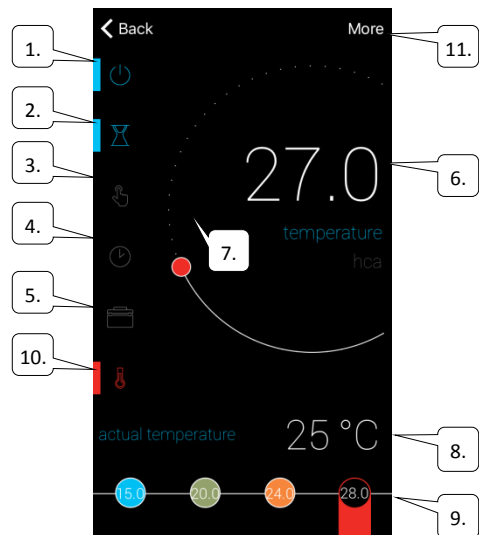 Back
More
1.
11.
2.
3.
27.0
6.
4.
temperature
7.
hca
5.
10.
actual temperature
25 °C
8.
15.0
20.0
24.0
28.0
9.